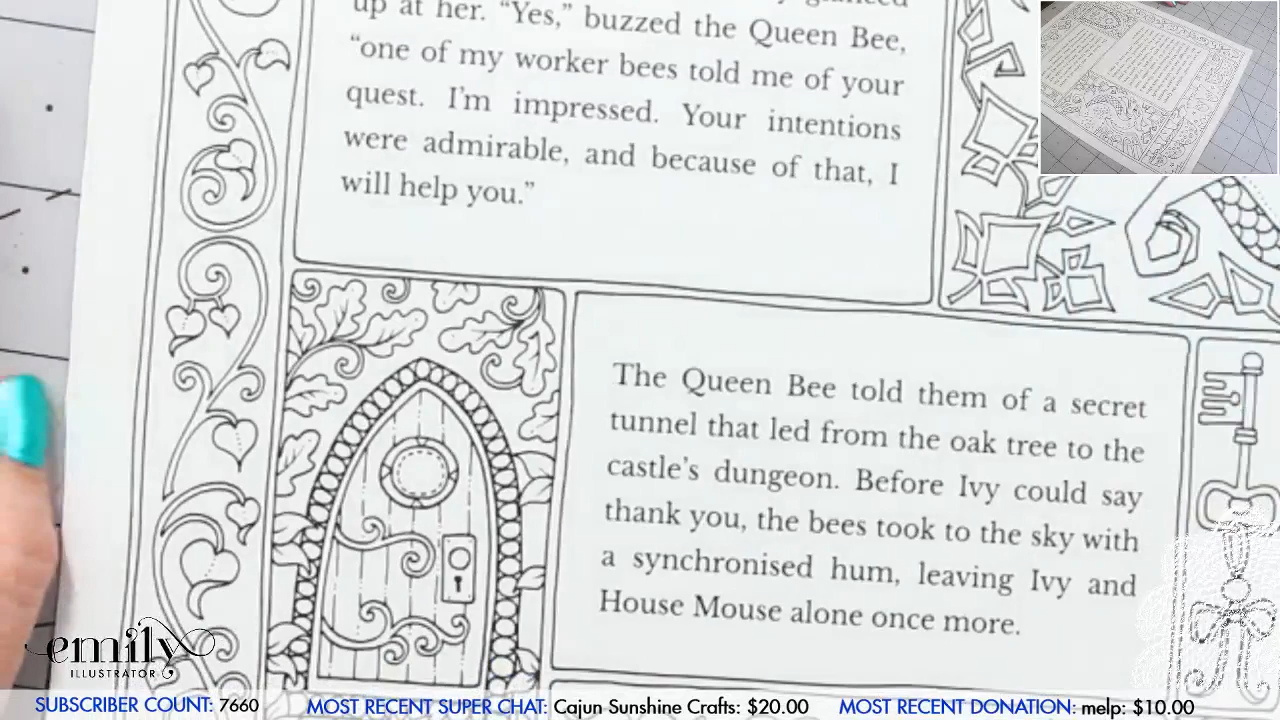 up at her. “Yes,” buzzed the Queen Bee,
“one of my worker bees told me of your
quest. I’m impressed. Your intentions
were admirable, and because of that, I
will help you.”
The Queen Bee told them of a secret
tunnel that led from the oak tree to the
castle’s dungeon. Before Ivy could say
thank you, the bees took to the sky with
a synchronised hum, leaving Ivy and
House Mouse alone once more.
emily
ILLUSTRATOR
SUBSCRIBER COUNT: 7660
MOST RECENT SUPER CHAT: Cajun Sunshine Crafts: $20.00
MOST RECENT DONATION: melp: $10.00